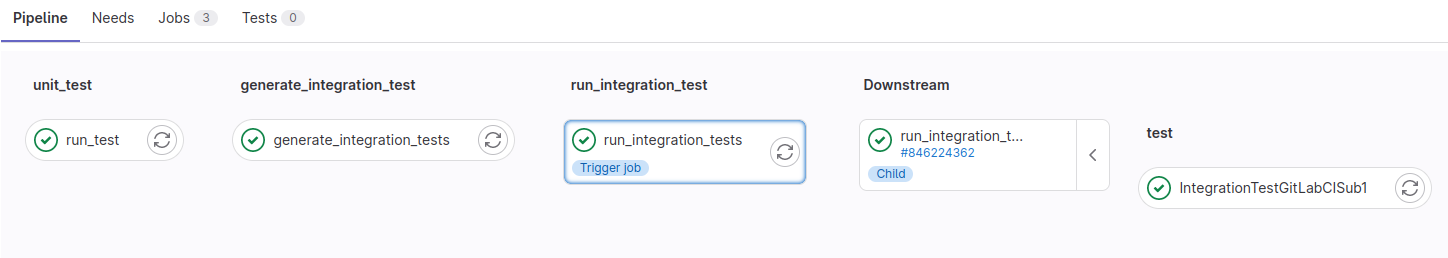 Pipeline Needs Jobs 3 Tests 0
unit_test generate_integration_test run_integration_test Downstream
test
run_test generate_integration_tests run_integration_tests run_integration_t...
#846224362
Trigger job Child
IntegrationTestGitLabCISub1